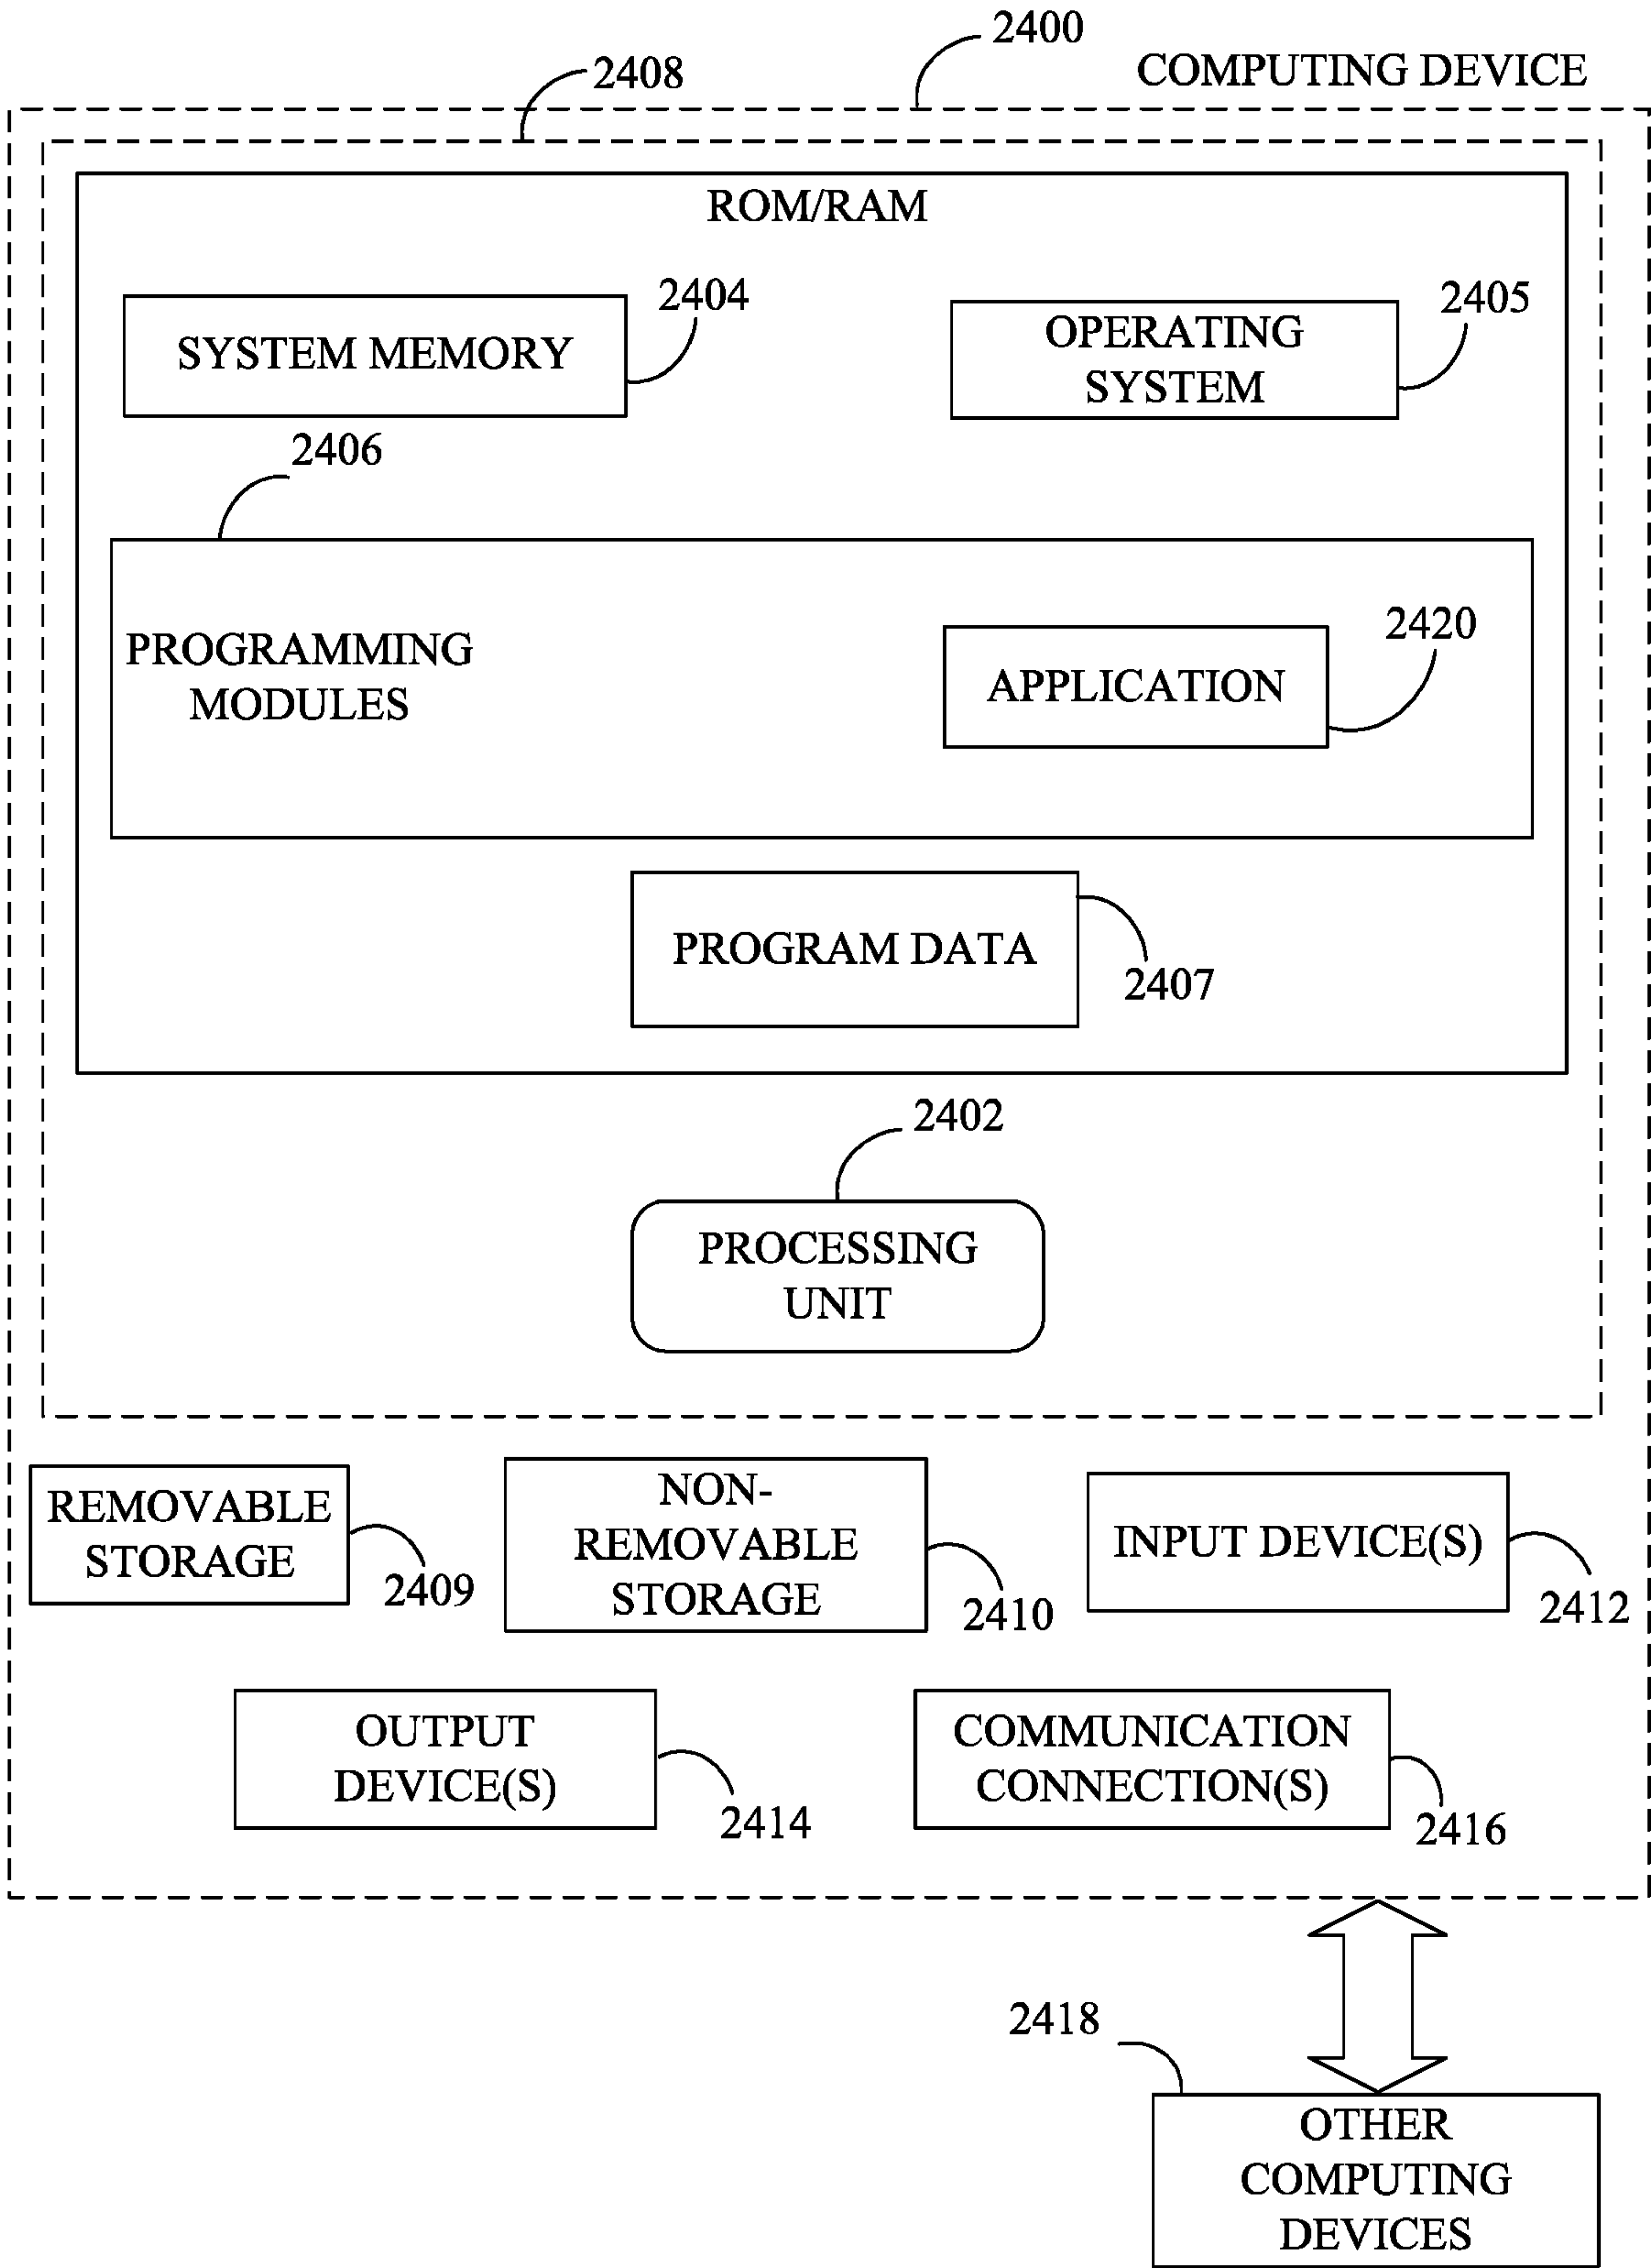 2400
COMPUTING DEVICE
2408
ROM/RAM
2404
SYSTEM MEMORY
2405
OPERATING
SYSTEM
2406
PROGRAMMING
MODULES
2420
APPLICATION
PROGRAM DATA
2407
2402
PROCESSING
UNIT
REMOVABLE
STORAGE
2409
NON-
REMOVABLE
STORAGE
2410
INPUT DEVICE(S)
2412
OUTPUT
DEVICE(S)
2414
COMMUNICATION
CONNECTION(S)
2416
2418
OTHER
COMPUTING
DEVICES